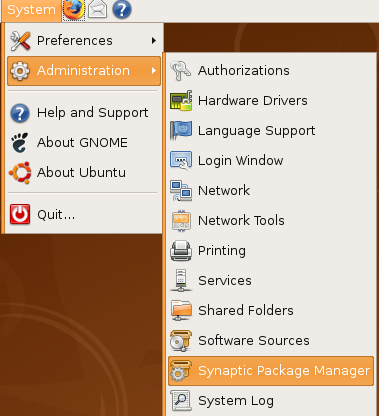 System
Preferences
Administration
Help and Support
About GNOME
About Ubuntu
Quit...
Authorizations
Hardware Drivers
Language Support
Login Window
Network
Network Tools
Printing
Services
Shared Folders
Software Sources
Synaptic Package Manager
System Log